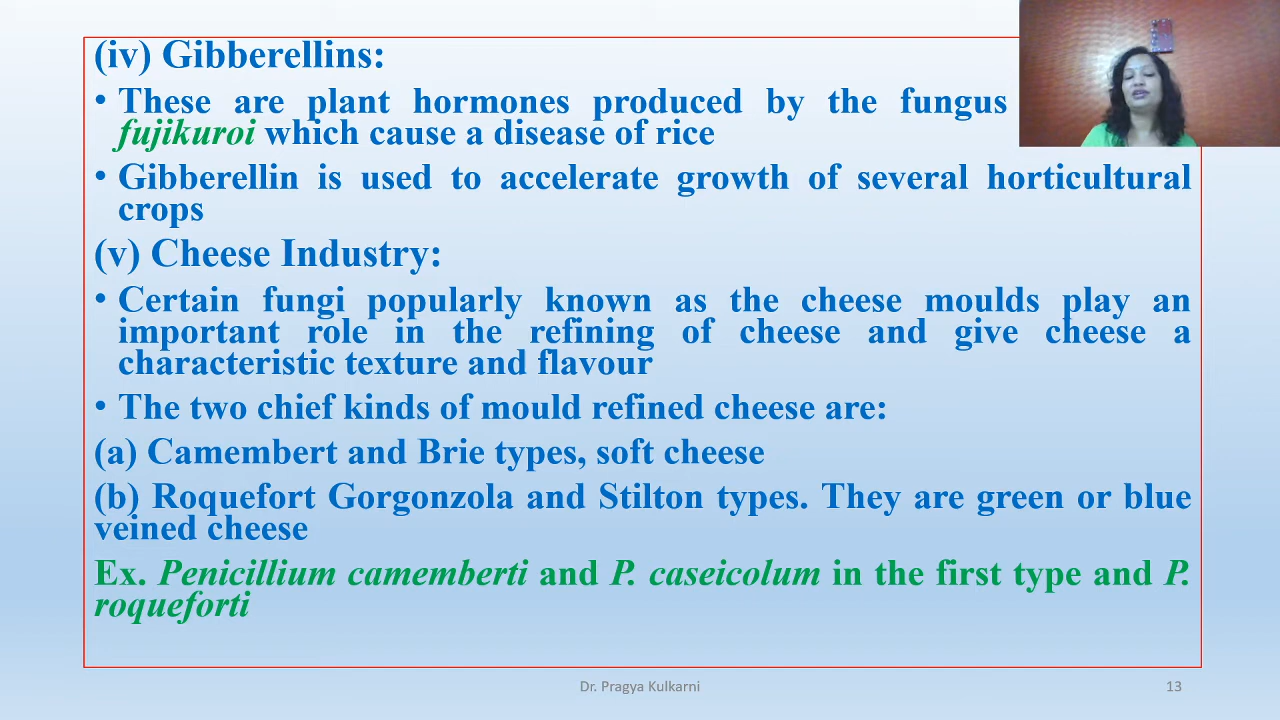 (iv) Gibberellins:
• These are plant hormones produced by the fungus
fujikuroi which cause a disease of rice
• Gibberellin is used to accelerate growth of several horticultural
crops
(v) Cheese Industry:
• Certain fungi popularly known as the cheese moulds play an
important role in the refining of cheese and give cheese a
characteristic texture and flavour
• The two chief kinds of mould refined cheese are:
(a) Camembert and Brie types, soft cheese
(b) Roquefort Gorgonzola and Stilton types. They are green or blue
veined cheese
Ex. Penicillium camemberti and P. caseicolum in the first type and P.
roqueforti
Dr. Pragya Kulkarni
13